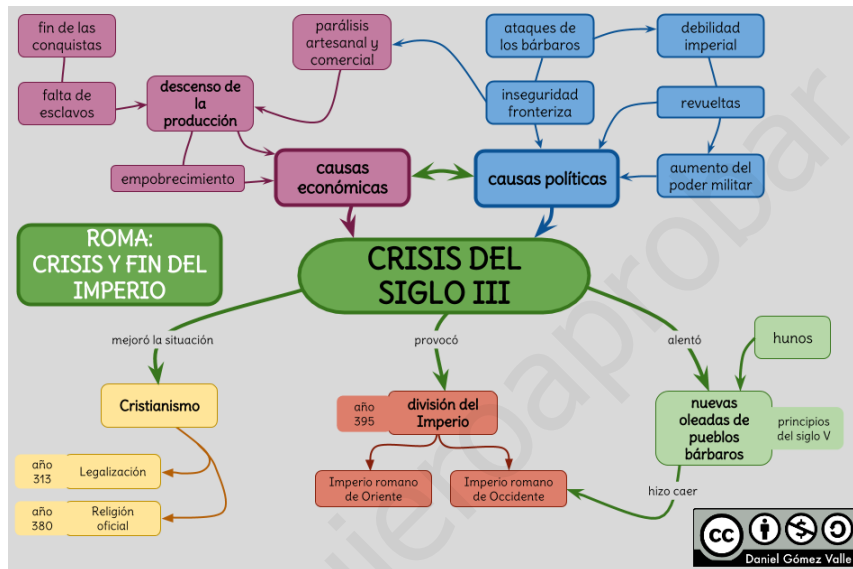 fin de las
conquistas
parálisis
artesanal y
comercial
ataques de
los bárbaros
debilidad
imperial
falta de
esclavos
descenso de
la
producción
inseguridad
fronteriza
revueltas
empobrecimiento
causas
económicas
causas políticas
aumento del
poder militar
ROMA:
CRISIS Y FIN DEL
IMPERIO
CRISIS DEL
SIGLO III
mejoró la situación
provocó
alentó
hunos
Cristianismo
año
395
división del
Imperio
nuevas
oleadas de
pueblos
bárbaros
principios
del siglo V
año
313
Legalización
Imperio romano
de Oriente
Imperio romano
de Occidente
hizo caer
año
380
Religión
oficial
cc
Daniel Gómez Valle
uieroaprobar